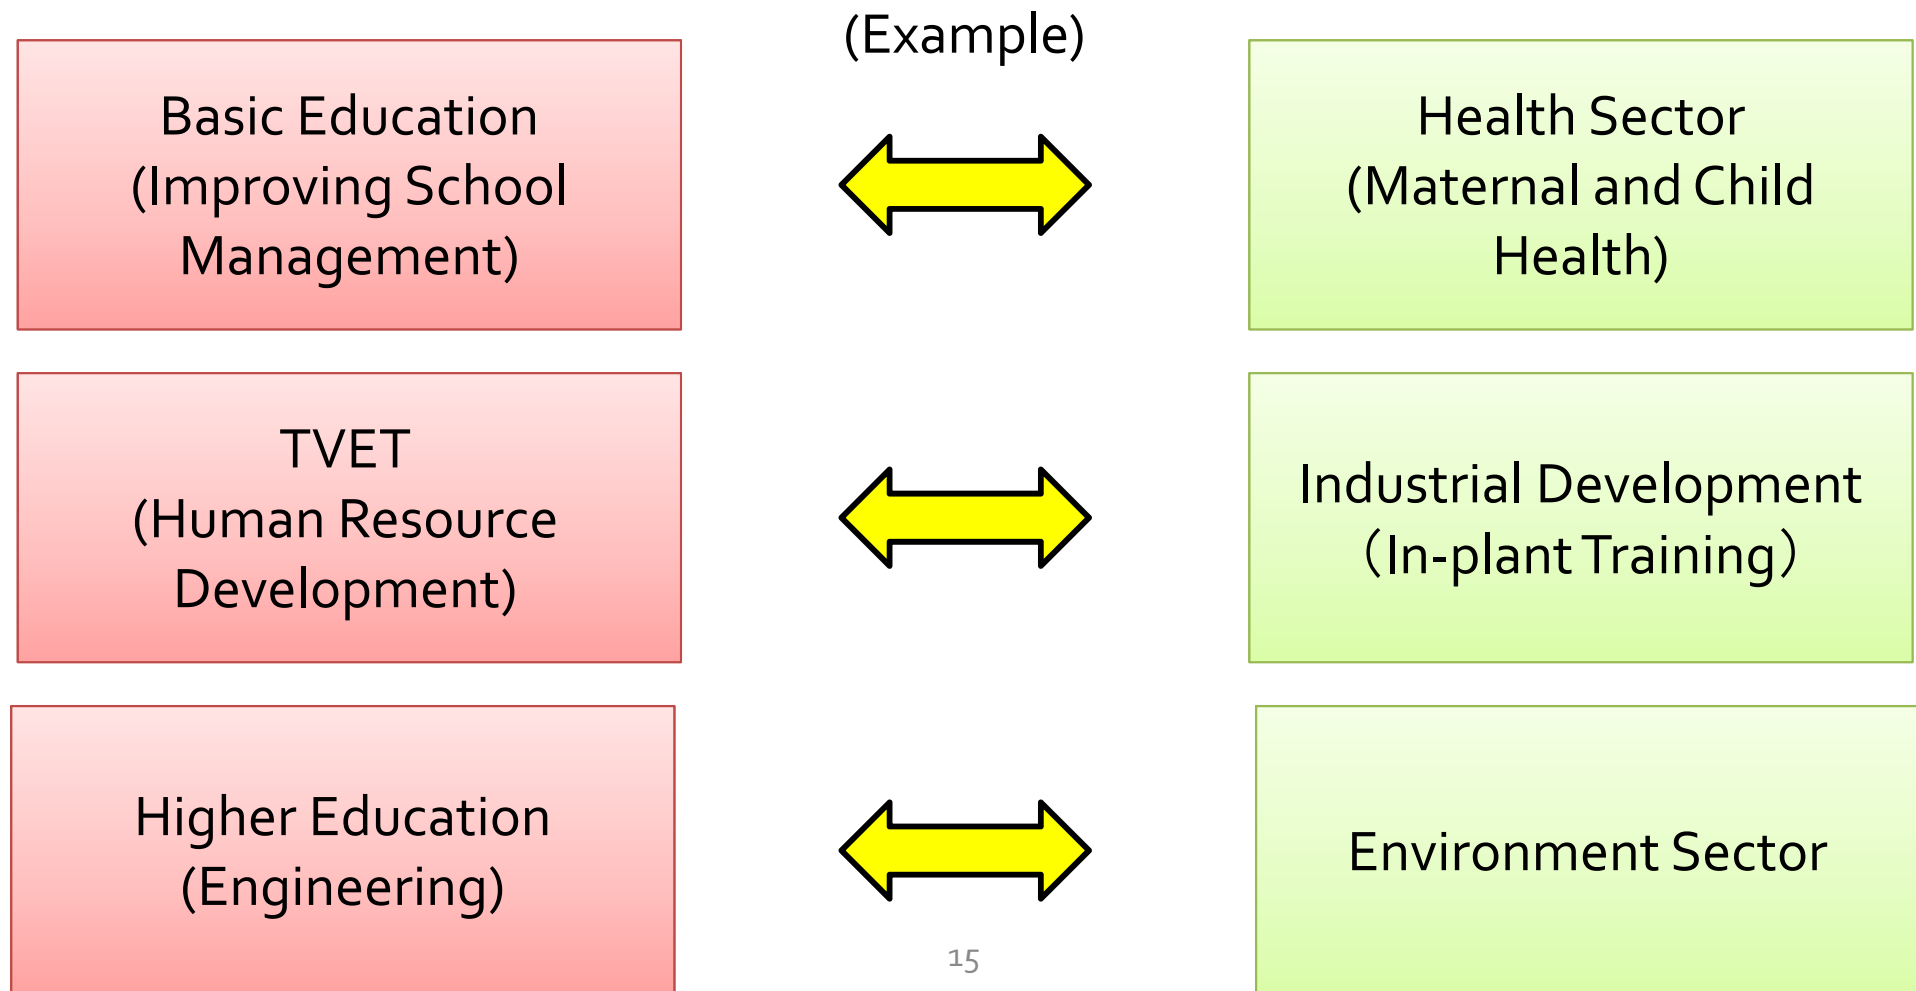 (Example)
Basic Education
(Improving School
Management)
Health Sector
(Maternal and Child
Health)
TVET
(Human Resource
Development)
Industrial Development
（In-plant Training）
Higher Education
(Engineering)
Environment Sector
15